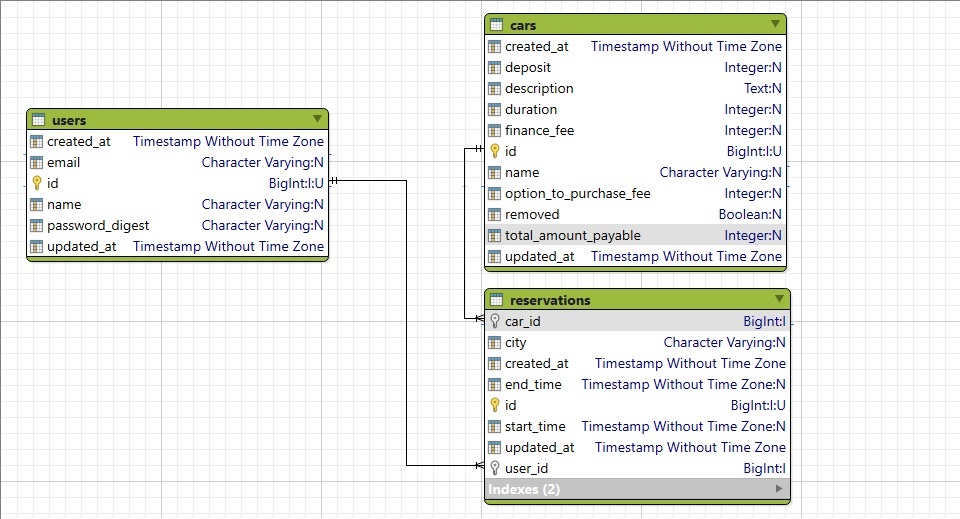 users
created_at Timestamp Without Time Zone
email Character Varying:N
id BigInt:I:U
name Character Varying:N
password_digest Character Varying:N
updated_at Timestamp Without Time Zone
cars
created_at Timestamp Without Time Zone
deposit Integer:N
description Text:N
duration Integer:N
finance_fee Integer:N
id BigInt:I:U
name Character Varying:N
option_to_purchase_fee Integer:N
removed Boolean:N
total_amount_payable Integer:N
updated_at Timestamp Without Time Zone
reservations
car_id BigInt:I
city Character Varying:N
created_at Timestamp Without Time Zone
end_time Timestamp Without Time Zone:N
id BigInt:I:U
start_time Timestamp Without Time Zone:N
updated_at Timestamp Without Time Zone
user_id BigInt:I
Indexes (2)